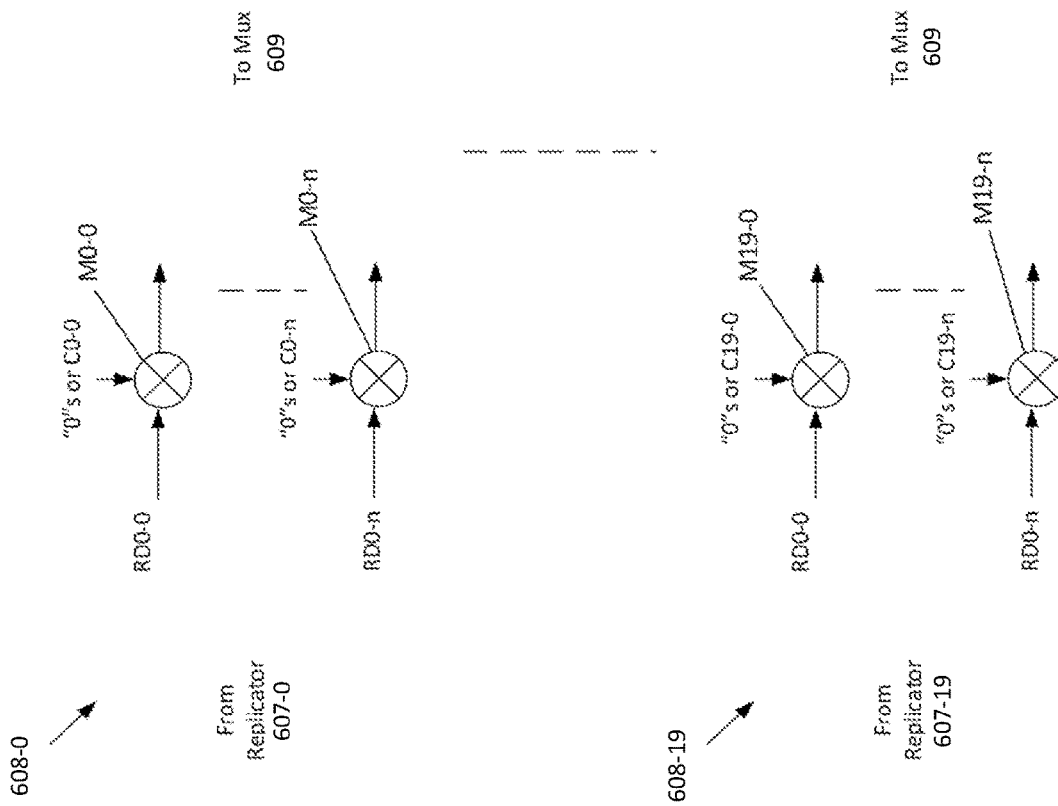 608-0
From
Replicator
607-0
RD0-0
"0"s or C0-0
M0-0
RD0-n
"0"s or C0-n
M0-n
To Mux
609
608-19
From
Replicator
607-19
RD0-0
"0"s or C19-0
M19-0
RD0-n
"0"s or C19-n
M19-n
To Mux
609